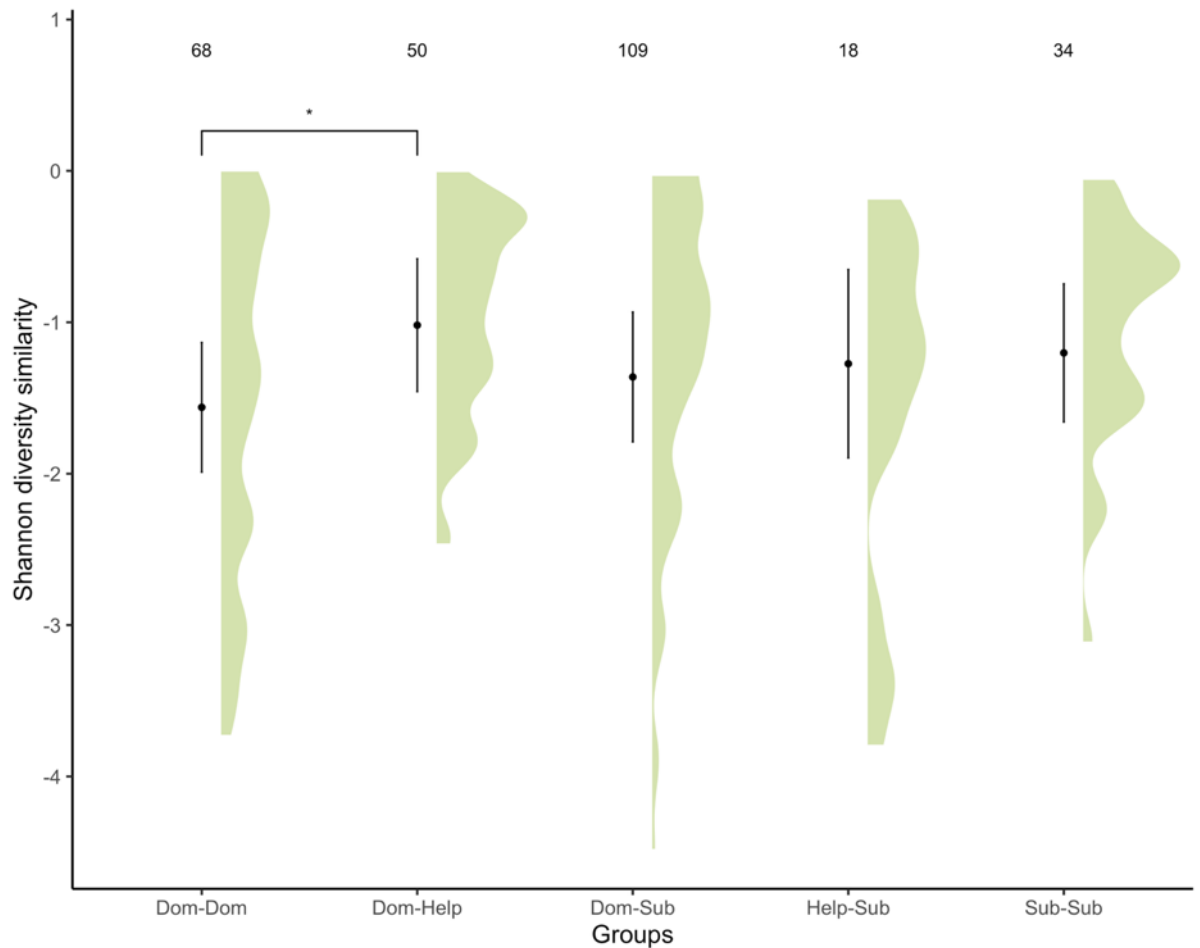 1
68 50 109 18 34
*
0
-1
-2
-3
-4
Shannon diversity similarity
Dom-Dom Dom-Help Dom-Sub Help-Sub Sub-Sub
Groups